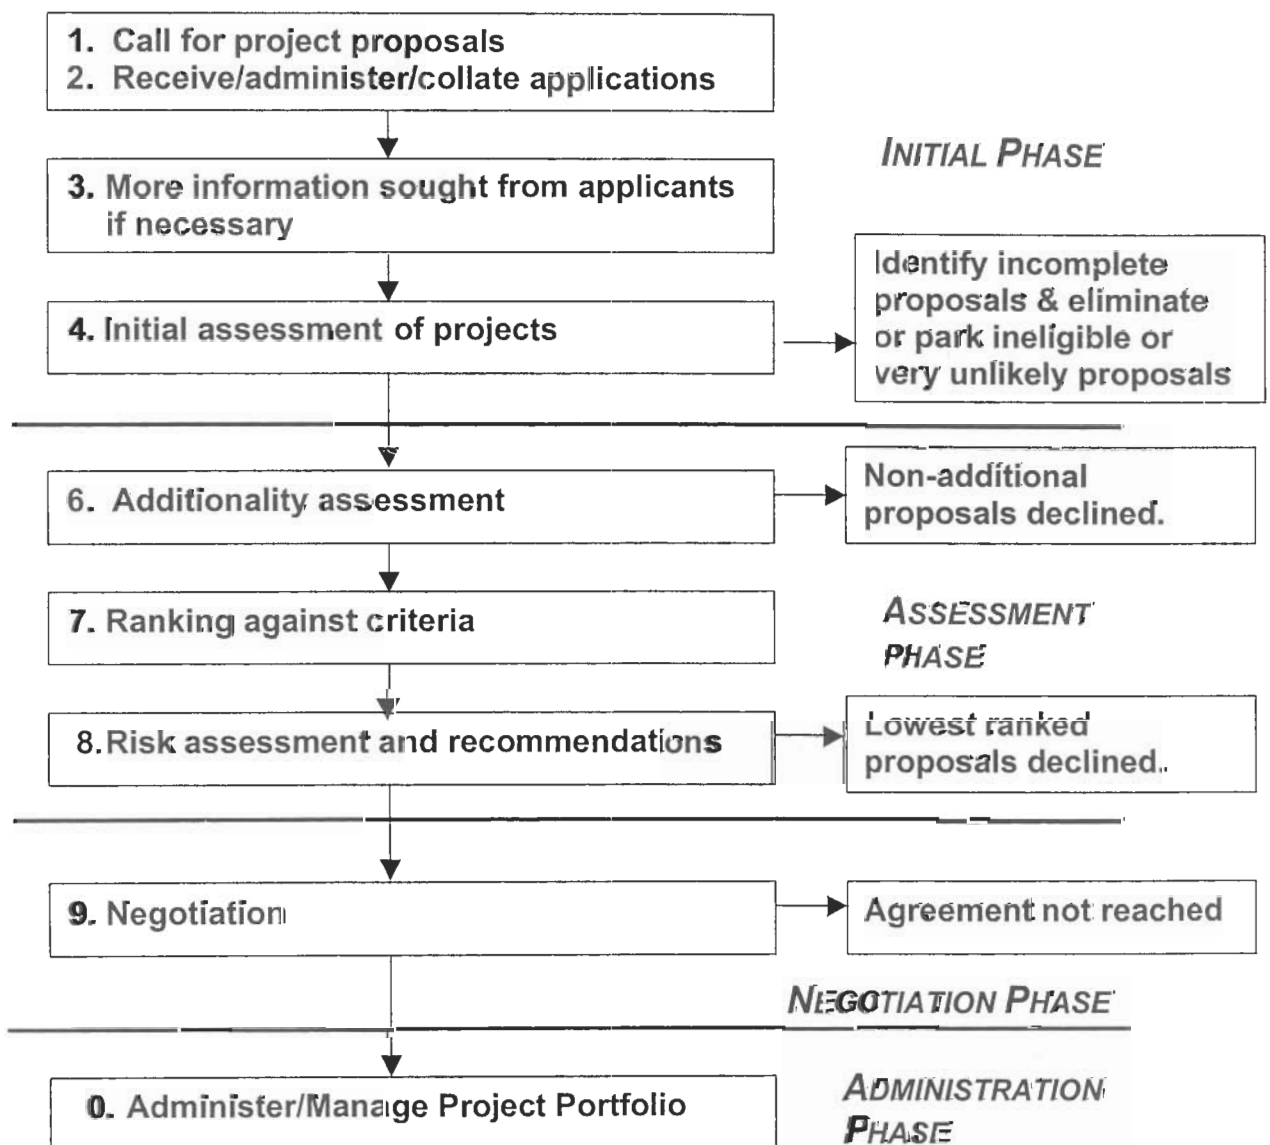 1. Call for project proposals
2. Receive/administer/collate applications
INITIAL PHASE
3. More information sought from applicants
if necessary
Identify incomplete
proposals & eliminate
or park ineligible or
very unlikely proposals
4. Initial assessment of projects
6. Additionality assessment
Non-additional
proposals declined.
7. Ranking against criteria
ASSESSMENT
PHASE
8. Risk assessment and recommendations
Lowest ranked
proposals declined.
9. Negotiation
Agreement not reached
NEGOTIATION PHASE
0. Administer/Manage Project Portfolio
ADMINISTRATION
PHASE